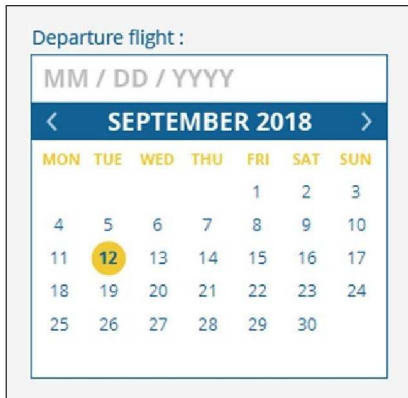 Departure flight :
MM / DD / YYYY
< SEPTEMBER 2018 >
MON TUE WED THU FRI SAT SUN
1 2 3
4 5 6 7 8 9 10
11 12 13 14 15 16 17
18 19 20 21 22 23 24
25 26 27 28 29 30